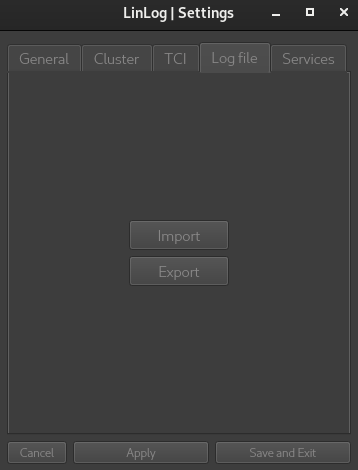 LinLog | Settings
General Cluster TCI Log file Services
Import
Export
Cancel Apply Save and Exit